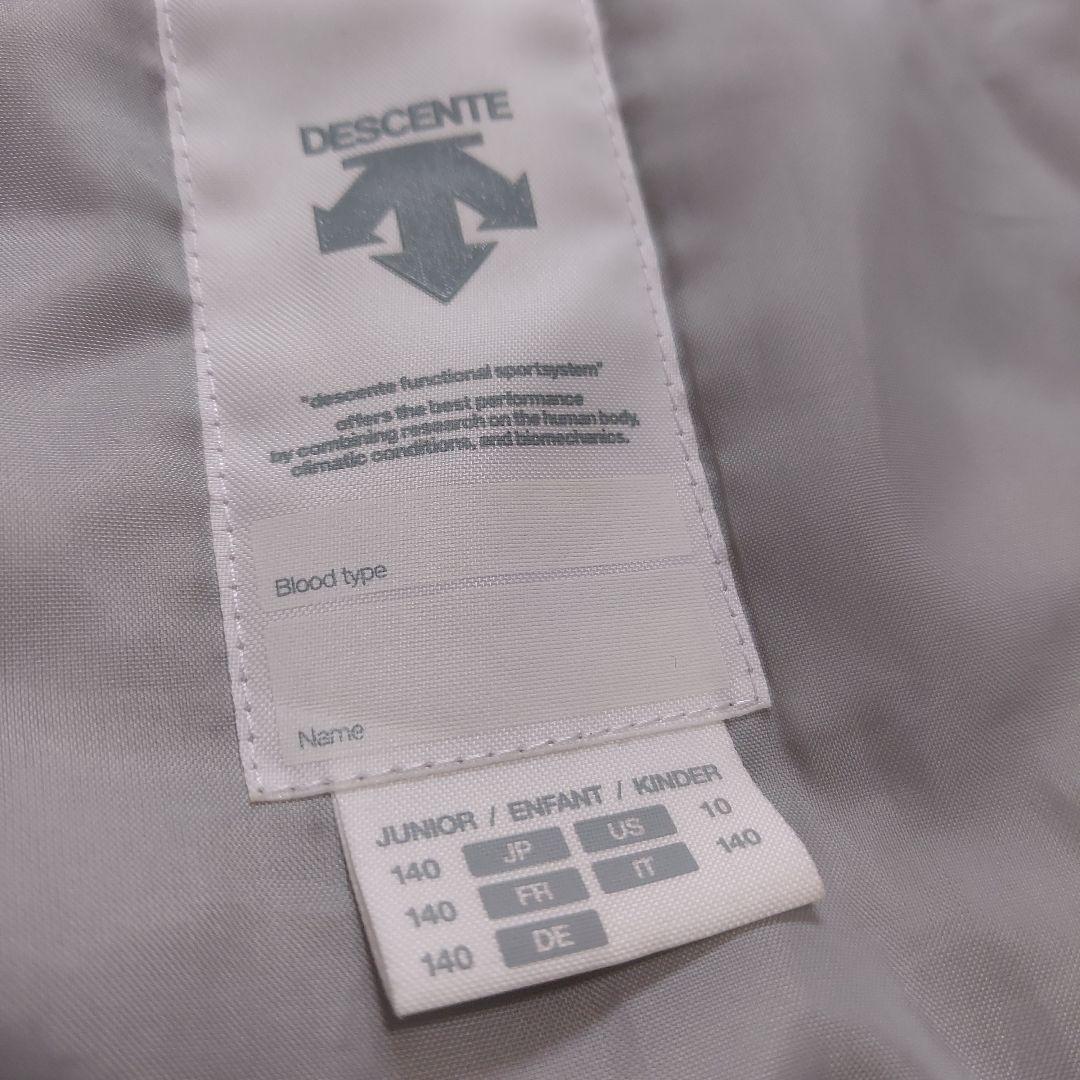 DESCENTE
"descente functional sportsystem"
offers the best performance
by combining research on the human body,
climatic conditions, and biomechanics.
Blood type
Name
JUNIOR / ENFANT / KINDER
140 JP US 10
140 FR IT 140
140 DE